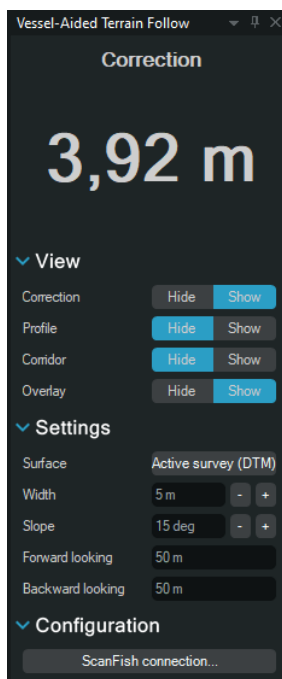 Vessel-Aided Terrain Follow
Correction
3,92 m
View
Correction Hide Show
Profile Hide Show
Corridor Hide Show
Overlay Hide Show
Settings
Surface Active survey (DTM)
Width 5 m - +
Slope 15 deg - +
Forward looking 50 m
Backward looking 50 m
Configuration
ScanFish connection...